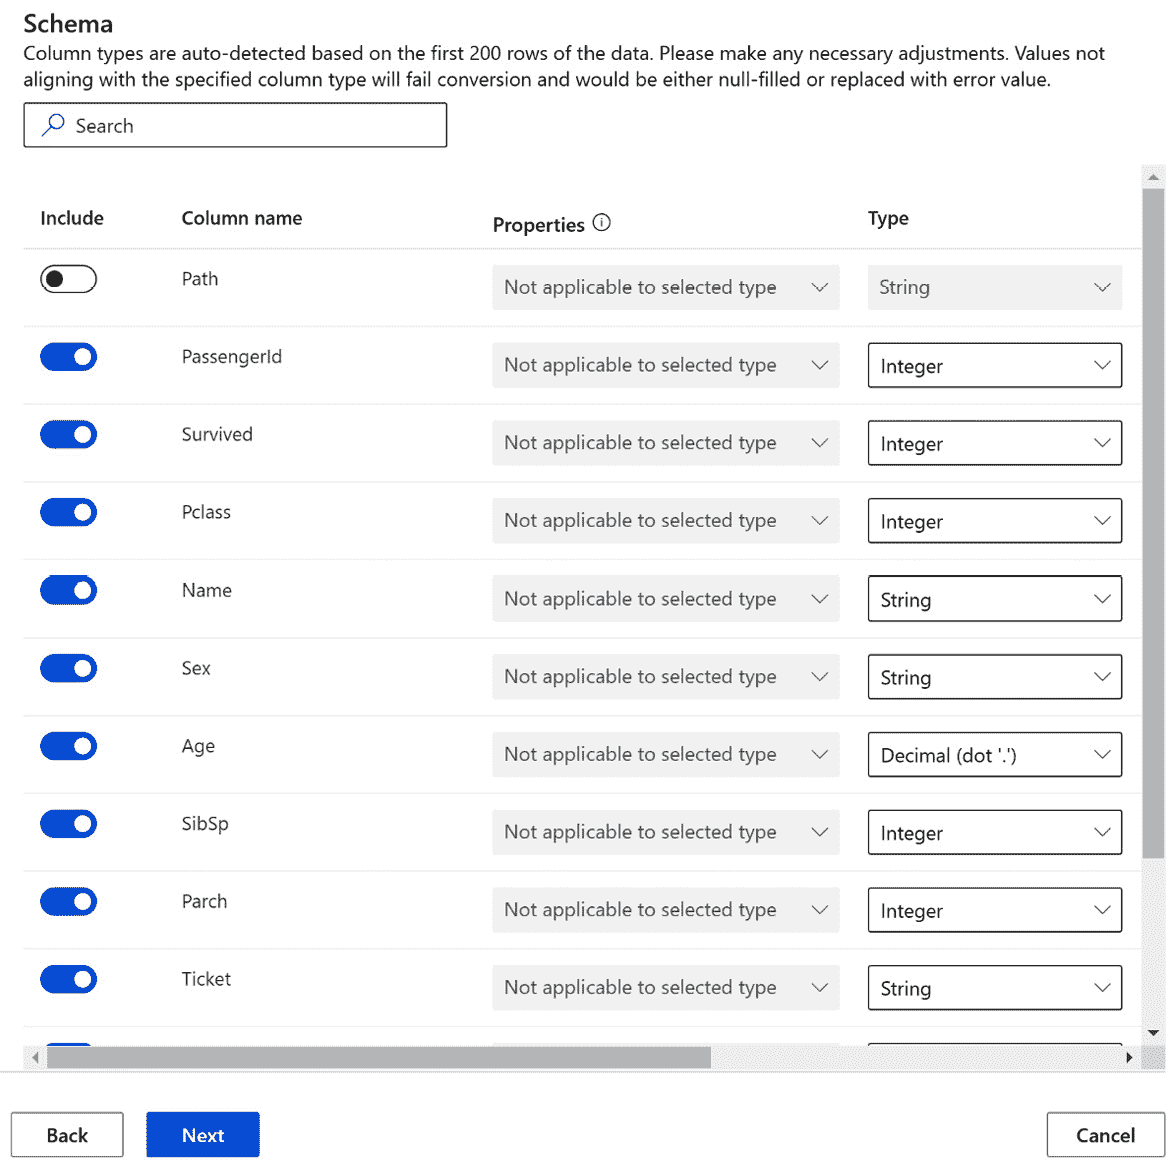 Schema
Column types are auto-detected based on the first 200 rows of the data. Please make any necessary adjustments. Values not
aligning with the specified column type will fail conversion and would be either null-filled or replaced with error value.
Search
Include Column name Properties Type
Path Not applicable to selected type String
PassengerId Not applicable to selected type Integer
Survived Not applicable to selected type Integer
Pclass Not applicable to selected type Integer
Name Not applicable to selected type String
Sex Not applicable to selected type String
Age Not applicable to selected type Decimal (dot '.')
SibSp Not applicable to selected type Integer
Parch Not applicable to selected type Integer
Ticket Not applicable to selected type String
Back Next Cancel